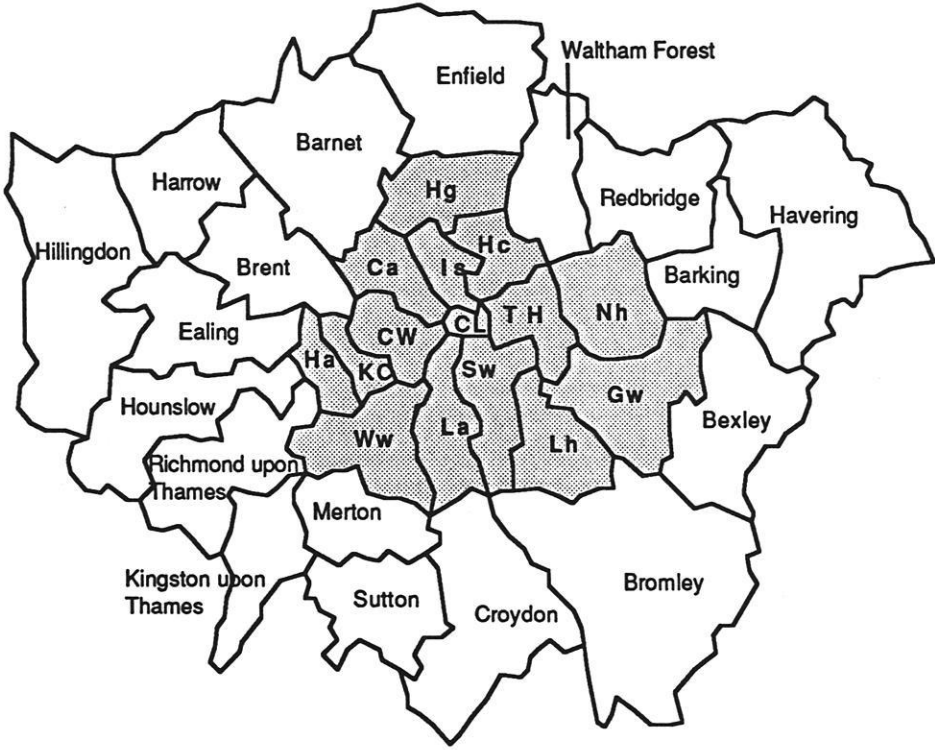 Waltham Forest
Enfield
Barnet
Harrow
Hg
Redbridge
Havering
Hillingdon
Hc
Brent
Ca
Is
Barking
Ealing
CL
T H
Nh
CW
Ha
KC
Sw
Hounslow
Gw
Ww
La
Lh
Bexley
Richmond upon
Thames
Merton
Kingston upon
Thames
Sutton
Croydon
Bromley